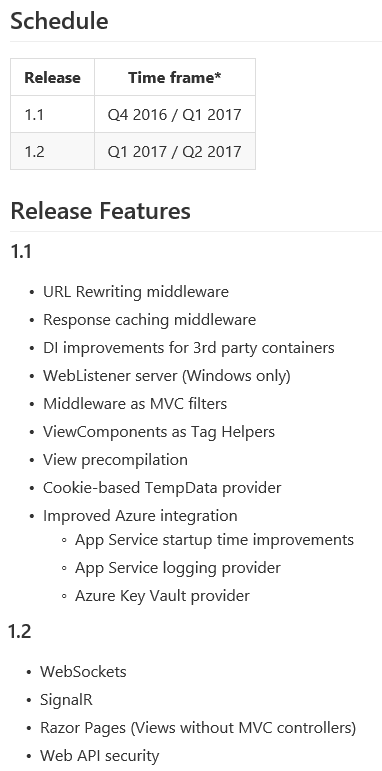 Schedule
Release Time frame*
1.1 Q4 2016 / Q1 2017
1.2 Q1 2017 / Q2 2017
Release Features
1.1
• URL Rewriting middleware
• Response caching middleware
• DI improvements for 3rd party containers
• WebListener server (Windows only)
• Middleware as MVC filters
• ViewComponents as Tag Helpers
• View precompilation
• Cookie-based TempData provider
• Improved Azure integration
◦ App Service startup time improvements
◦ App Service logging provider
◦ Azure Key Vault provider
1.2
• WebSockets
• SignalR
• Razor Pages (Views without MVC controllers)
• Web API security